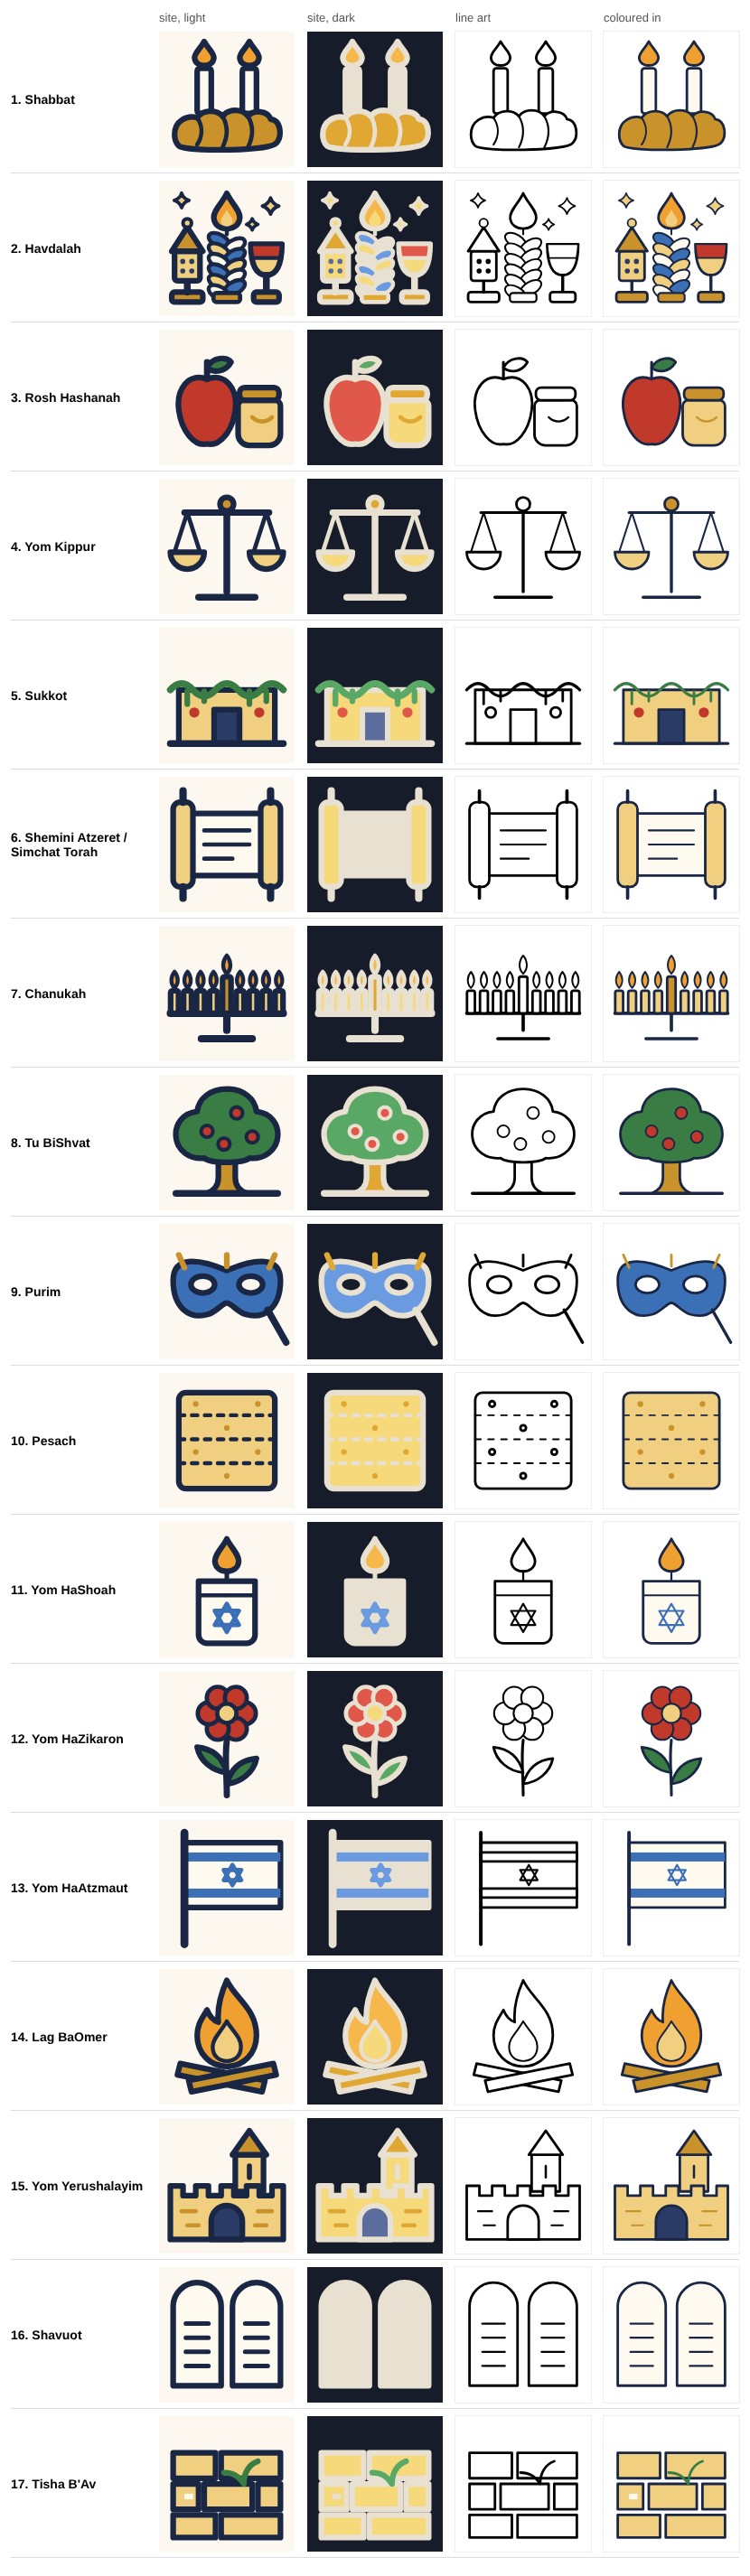 site, light
site, dark
line art
coloured in
1. Shabbat
2. Havdalah
3. Rosh Hashanah
4. Yom Kippur
5. Sukkot
6. Shemini Atzeret /
Simchat Torah
7. Chanukah
8. Tu BiShvat
9. Purim
10. Pesach
11. Yom HaShoah
12. Yom HaZikaron
13. Yom HaAtzmaut
14. Lag BaOmer
15. Yom Yerushalayim
16. Shavuot
17. Tisha B'Av